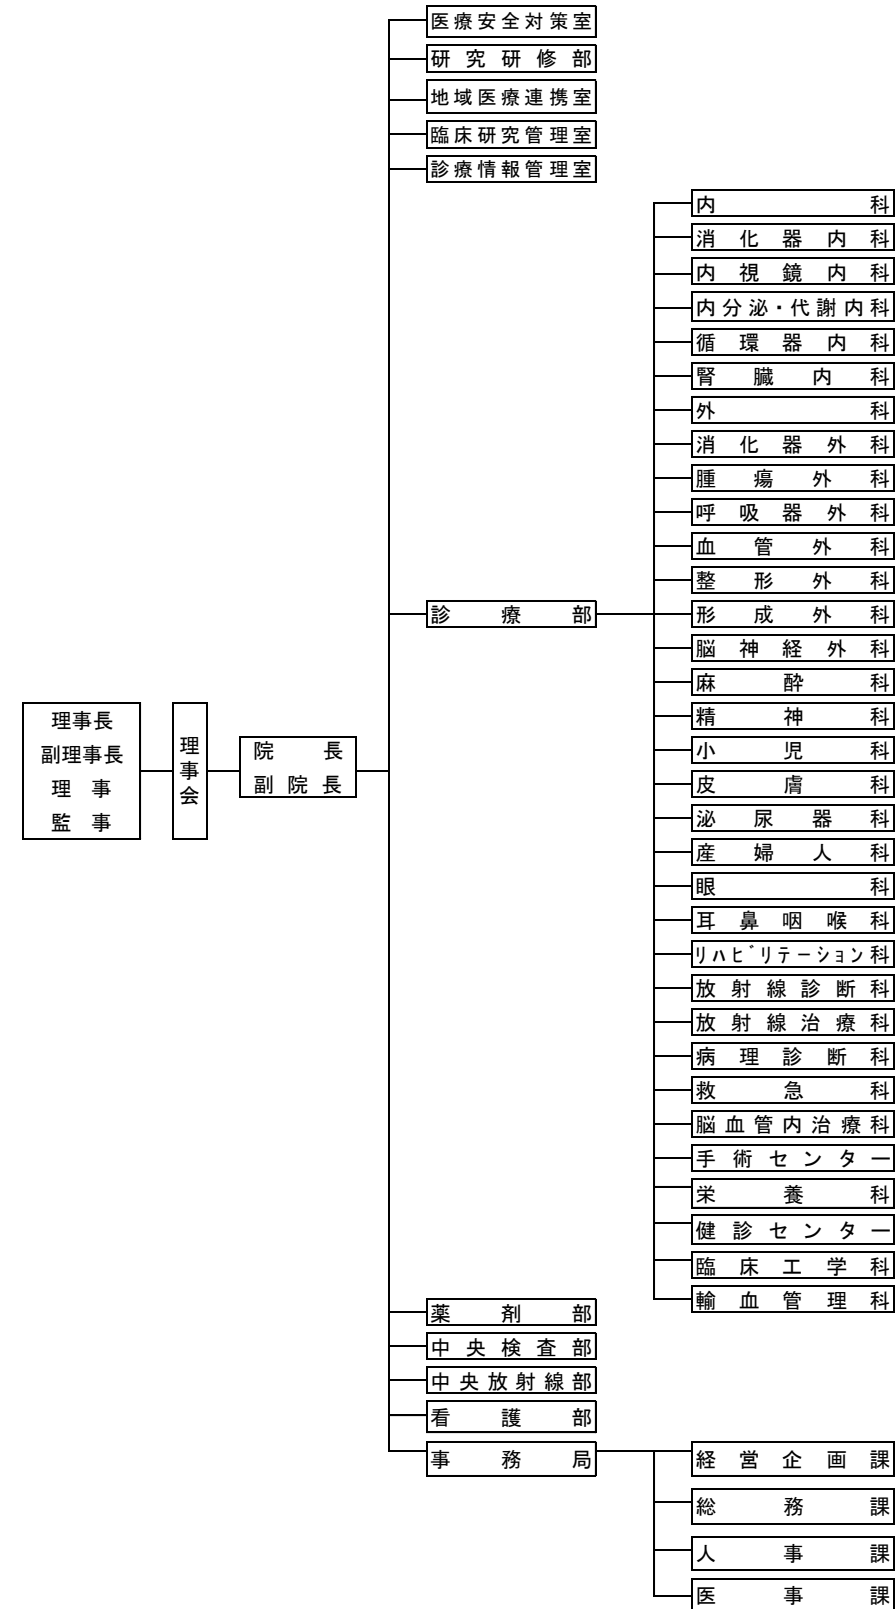 医療安全対策室
研究研修部
地域医療連携室
臨床研究管理室
診療情報管理室
内科
消化器内科
内視鏡内科
内分泌・代謝内科
循環器内科
腎臓内科
外科
消化器外科
腫瘍外科
呼吸器外科
血管外科
整形外科
診療部
形成外科
脳神経外科
麻酔科
精神科
小児科
皮膚科
泌尿器科
産婦人科
眼科
耳鼻咽喉科
ﾘﾊﾋﾞﾘﾃｰｼｮﾝ科
放射線診断科
放射線治療科
病理診断科
救急科
脳血管内治療科
手術センター
栄養科
健診センター
臨床工学科
輸血管理科
理事長
副理事長
理事
監事
理事会
院長
副院長
薬剤部
中央検査部
中央放射線部
看護部
事務局
経営企画課
総務課
人事課
医事課